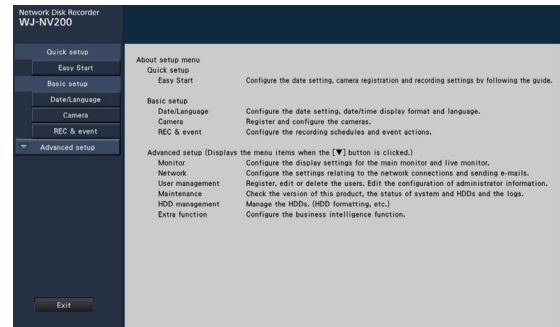 Network Disk Recorder
WJ-NV200
Quick setup
Easy Start
Basic setup
Date/Language
Camera
REC & event
Advanced setup
Exit
About setup menu
Quick setup
Easy Start Configure the date setting, camera registration and recording settings by following the guide.
Basic setup
Date/Language Configure the date setting, date/time display format and language.
Camera Register and configure the cameras.
REC & event Configure the recording schedules and event actions.
Advanced setup (Displays the menu items when the [▼] button is clicked.)
Monitor Configure the display settings for the main monitor and live monitor.
Network Configure the settings relating to the network connections and sending e-mails.
User management Register, edit or delete the users. Edit the configuration of administrator information.
Maintenance Check the version of this product, the status of system and HDDs and the logs.
HDD management Manage the HDDs. (HDD formatting, etc.)
Extra function Configure the business intelligence function.